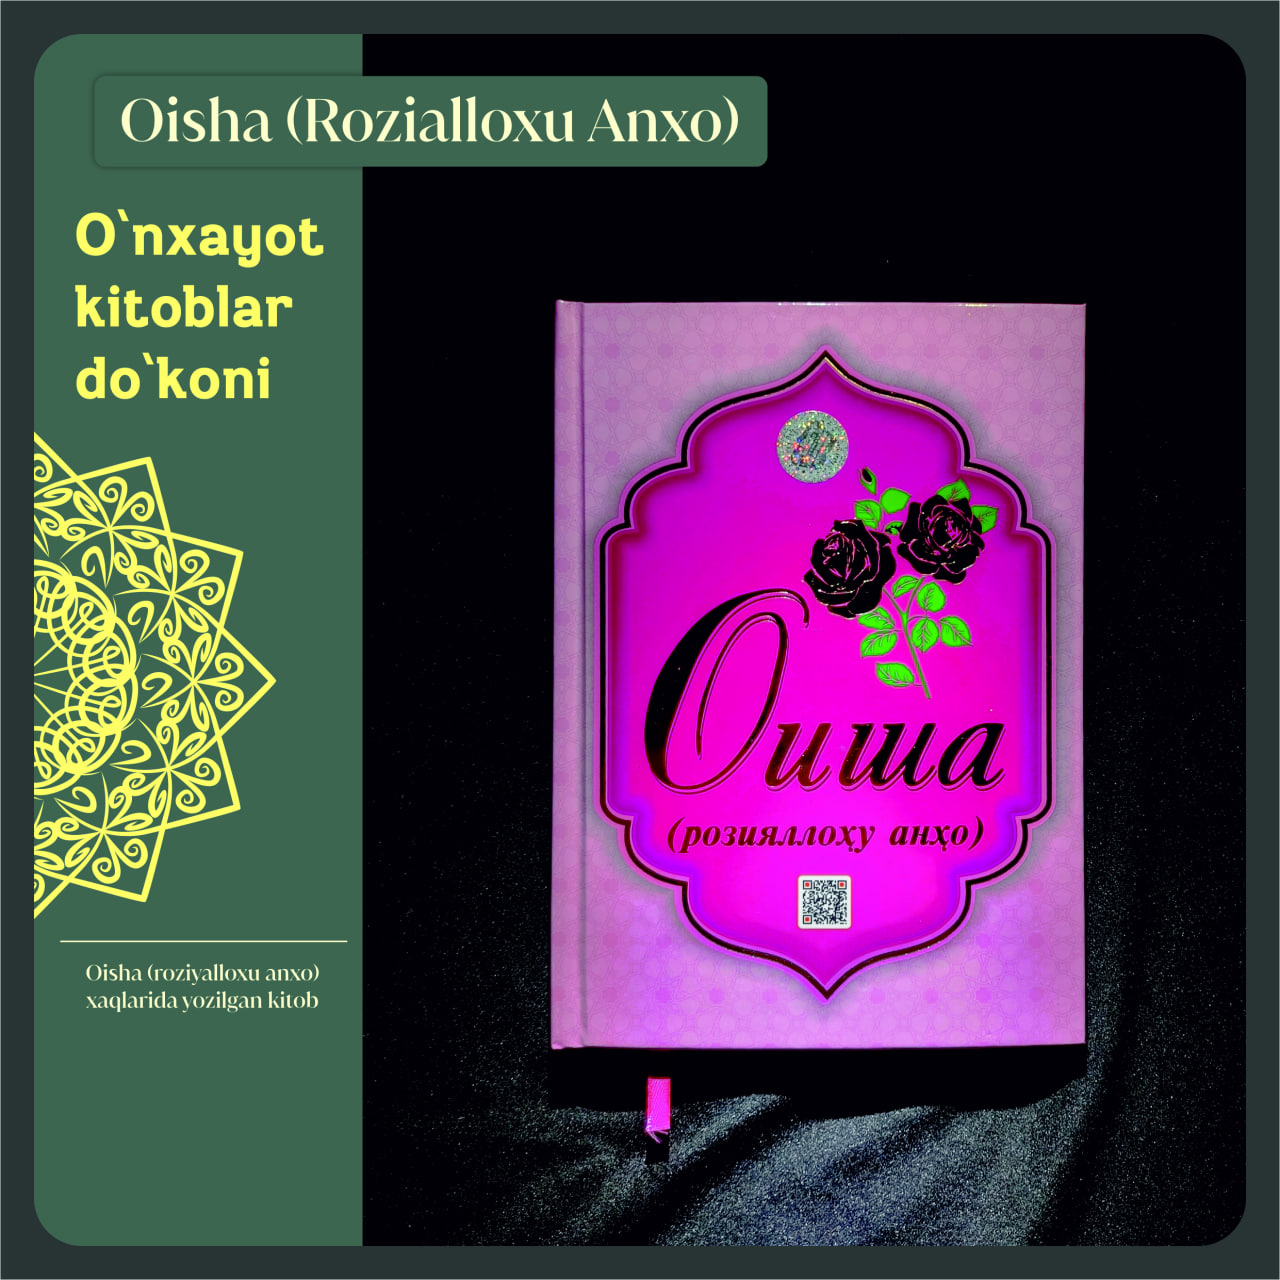 Oisha (Rozialloxu Anxo)
O`nxayot
kitoblar
do`koni
Oisha (roziyalloxu anxo)
xaqlarida yozilgan kitob
Оиша
(розияллоҳу анҳо)